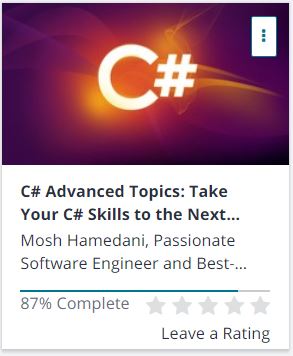 C#
C# Advanced Topics: Take
Your C# Skills to the Next...
Mosh Hamedani, Passionate
Software Engineer and Best-...
87% Complete
Leave a Rating